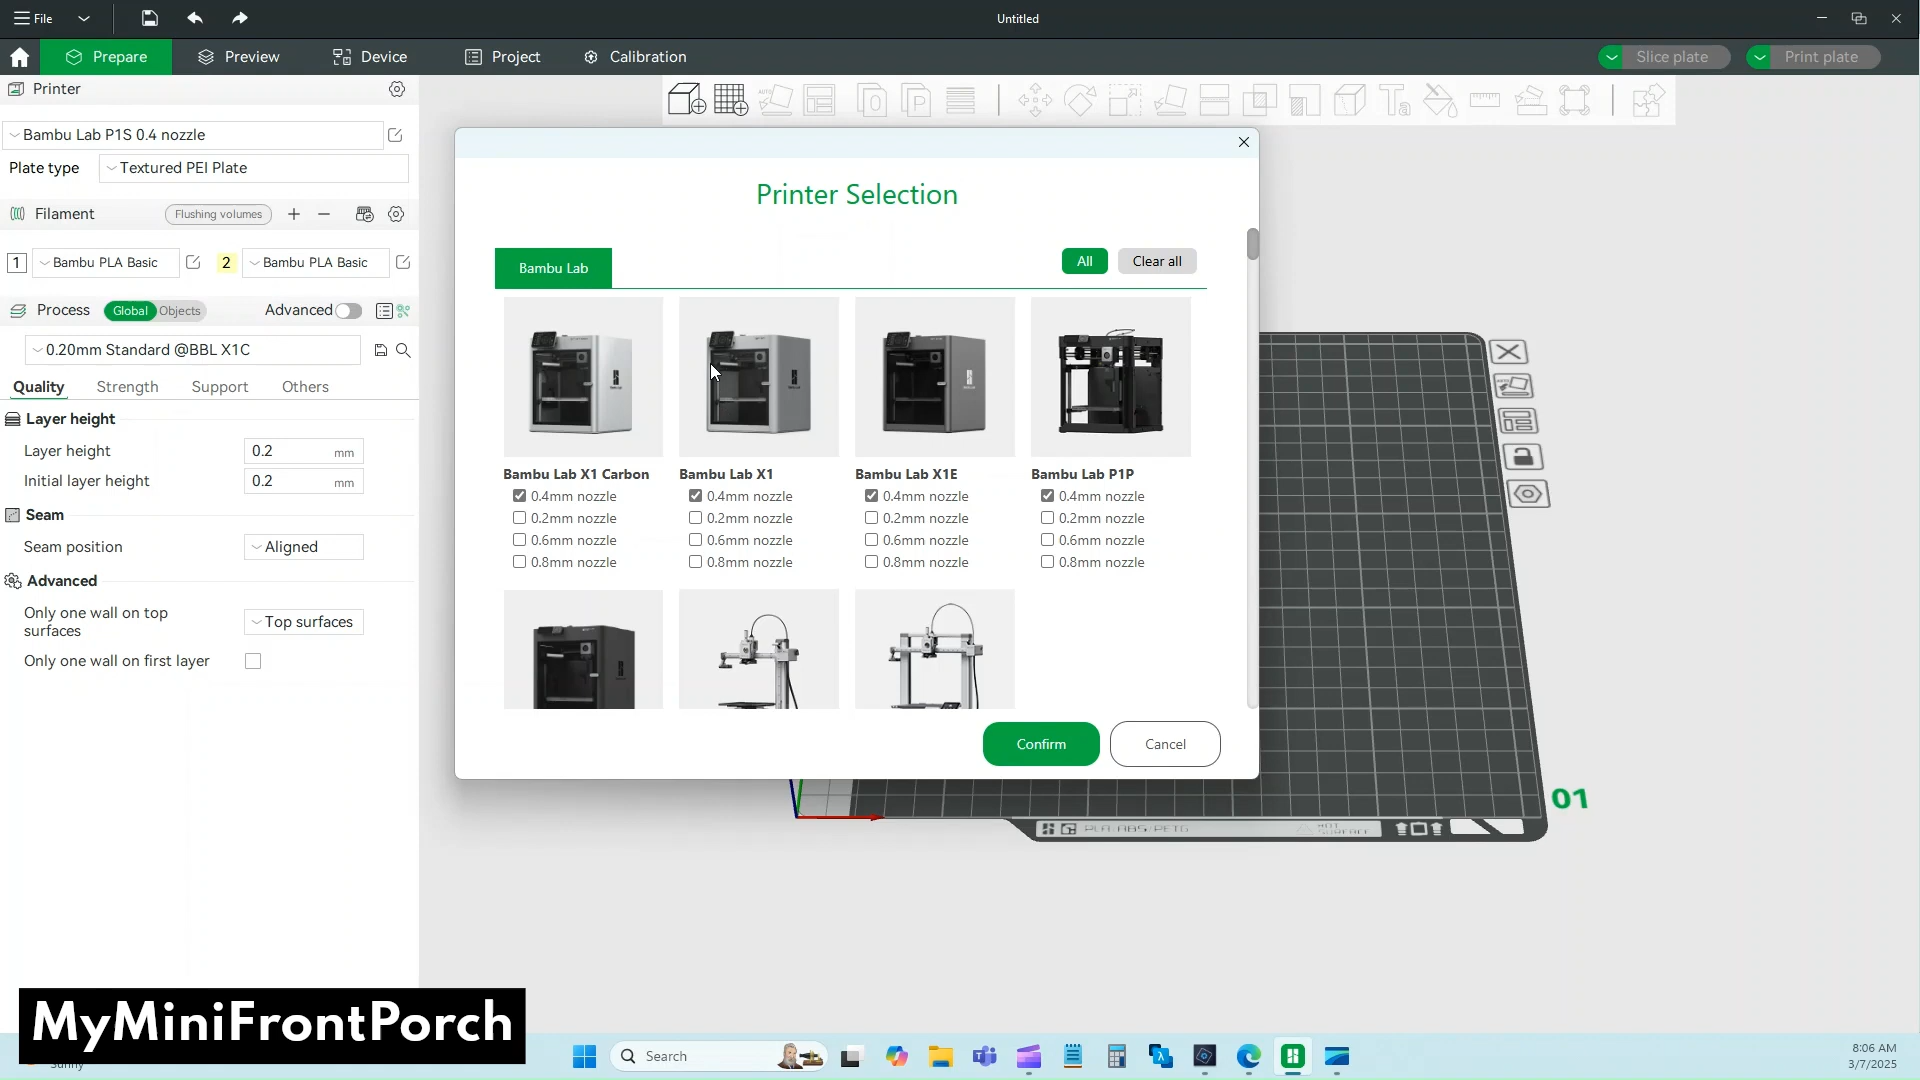 File
Untitled
Prepare
Preview
Device
Project
Calibration
Slice plate
Print plate
Printer
Bambu Lab P1S 0.4 nozzle
Plate type
Textured PEI Plate
Filament
Flushing volumes
1
Bambu PLA Basic
2
Bambu PLA Basic
Process
Global
Objects
Advanced
0.20mm Standard @BBL X1C
Quality
Strength
Support
Others
Layer height
Layer height
0.2
mm
Initial layer height
0.2
mm
Seam
Seam position
Aligned
Advanced
Only one wall on top
surfaces
Top surfaces
Only one wall on first layer
Printer Selection
Bambu Lab
All
Clear all
Bambu Lab X1 Carbon
0.4mm nozzle
0.2mm nozzle
0.6mm nozzle
0.8mm nozzle
Bambu Lab X1
0.4mm nozzle
0.2mm nozzle
0.6mm nozzle
0.8mm nozzle
Bambu Lab X1E
0.4mm nozzle
0.2mm nozzle
0.6mm nozzle
0.8mm nozzle
Bambu Lab P1P
0.4mm nozzle
0.2mm nozzle
0.6mm nozzle
0.8mm nozzle
Confirm
Cancel
01
PLA/ABS/PETG
HOT
SURFACE
MyMiniFrontPorch
Sunny
Search
8:06 AM
3/7/2025